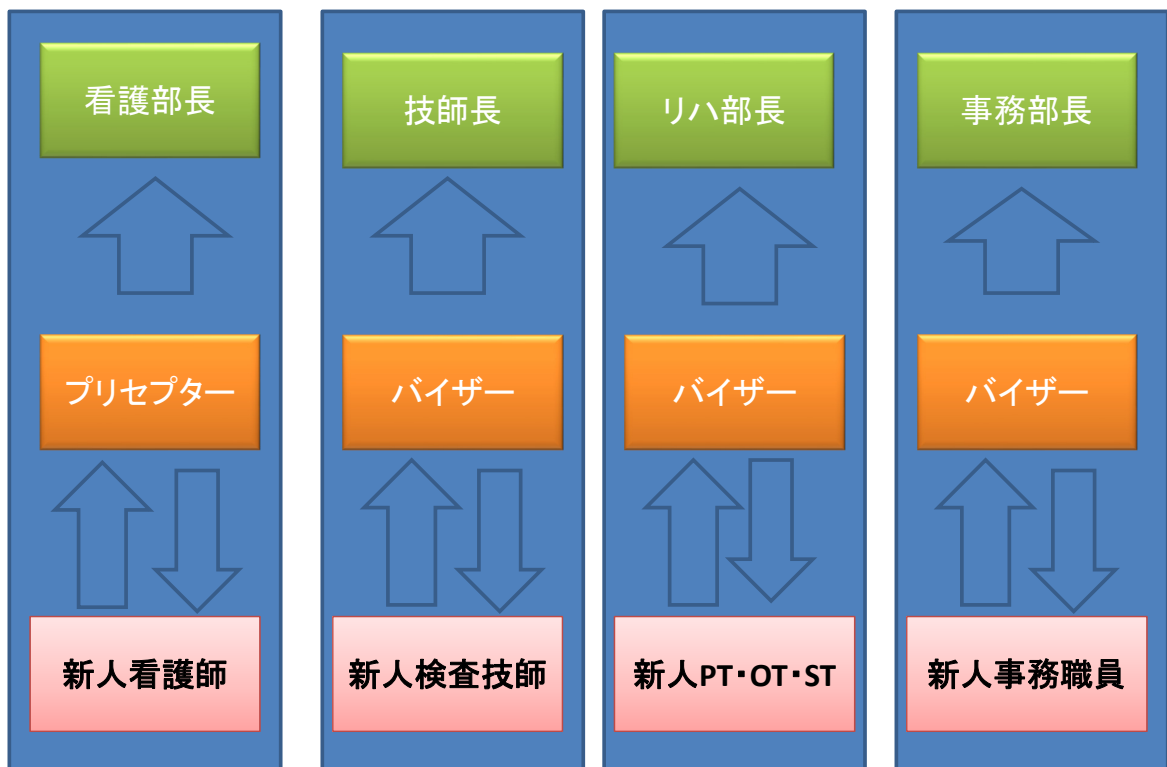 看護部長
技師長
リハ部長
事務部長
プリセプター
バイザー
バイザー
バイザー
新人看護師
新人検査技師
新人PT・OT・ST
新人事務職員